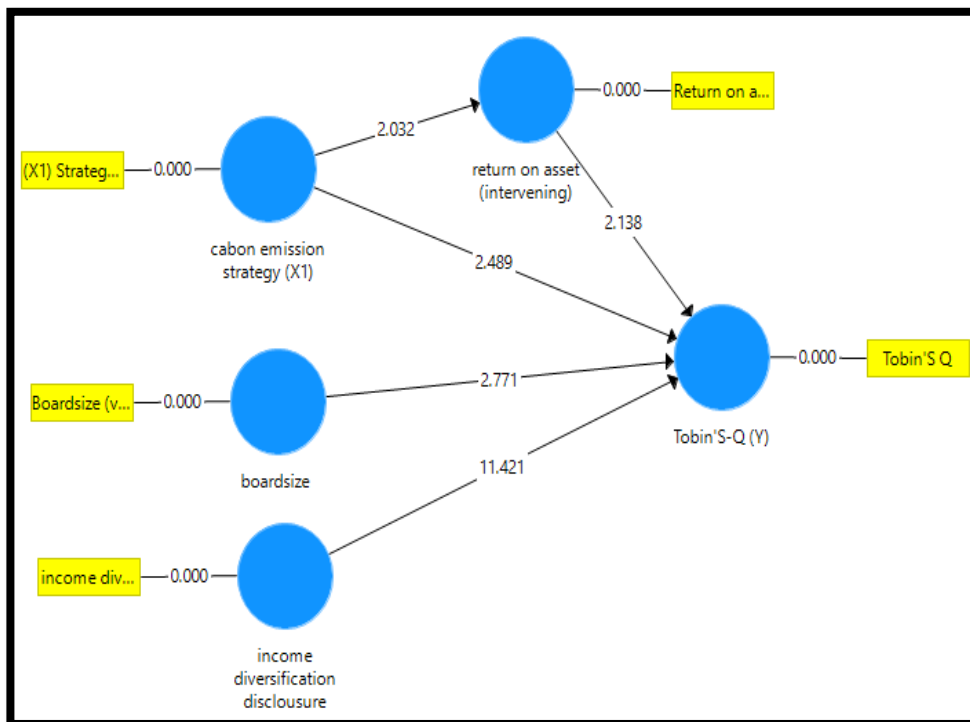 0.000
Return on a...
2.032
(X1) Strateg...
0.000
return on asset
(intervening)
2.138
cabon emission
strategy (X1)
2.489
0.000
Tobin'S Q
Boardsize (v...
0.000
2.771
Tobin'S-Q (Y)
boardsize
11.421
income div...
0.000
income
diversification
disclousure